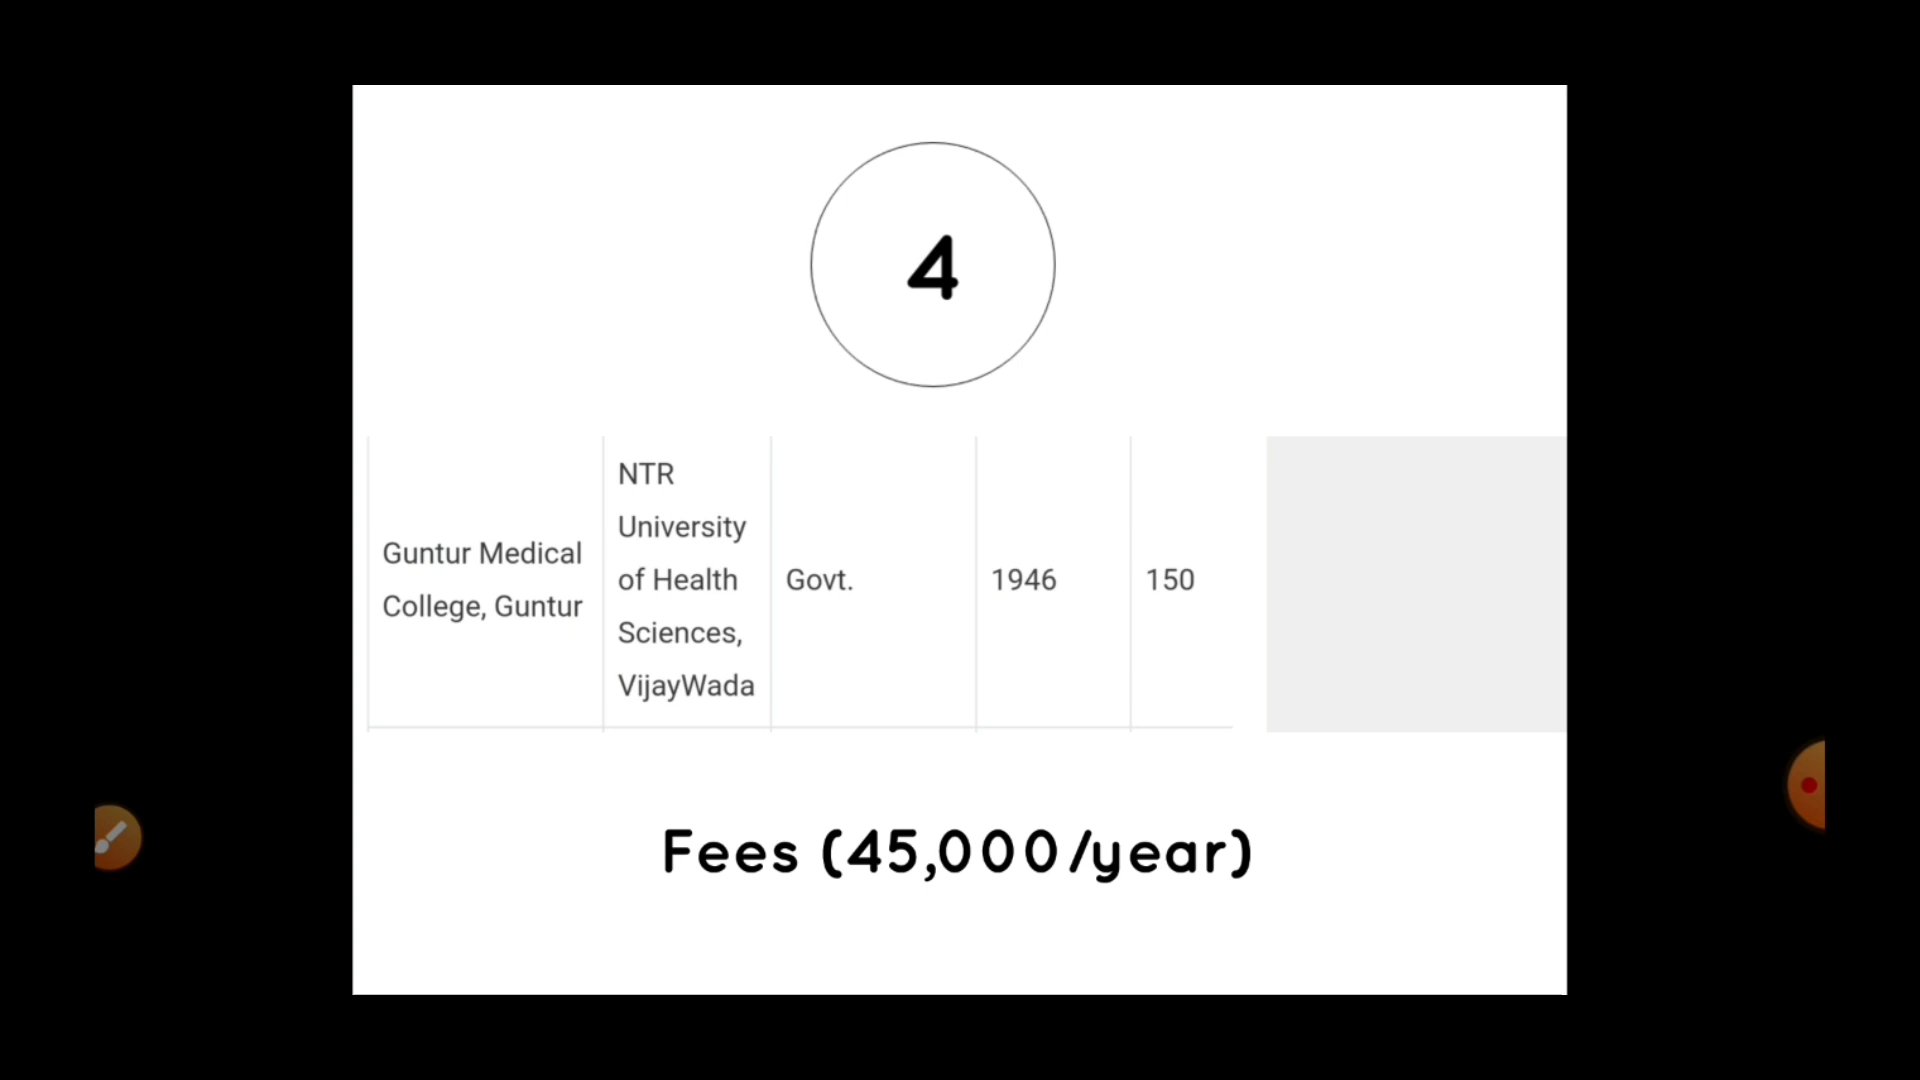 4
Guntur Medical
College, Guntur
NTR
University
of Health
Sciences,
VijayWada
Govt.
1946
150
Fees (45,000/year)